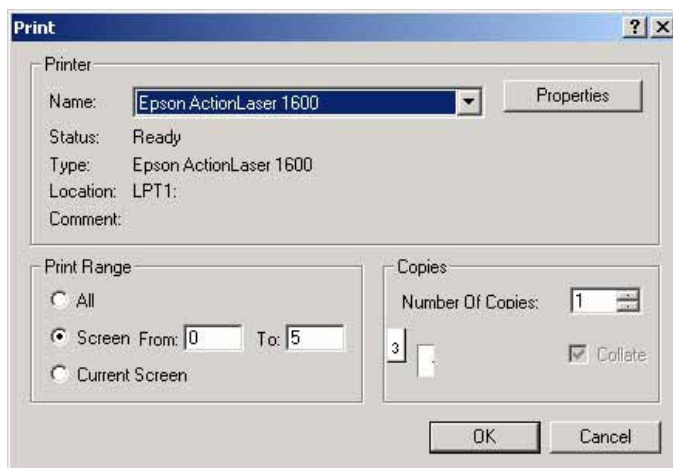 Print
Printer
Name: Epson ActionLaser 1600 Properties
Status: Ready
Type: Epson ActionLaser 1600
Location: LPT1:
Comment:
Print Range
All
Screen From: 0 To: 5
Current Screen
Copies
Number Of Copies: 1
3
Collate
OK Cancel